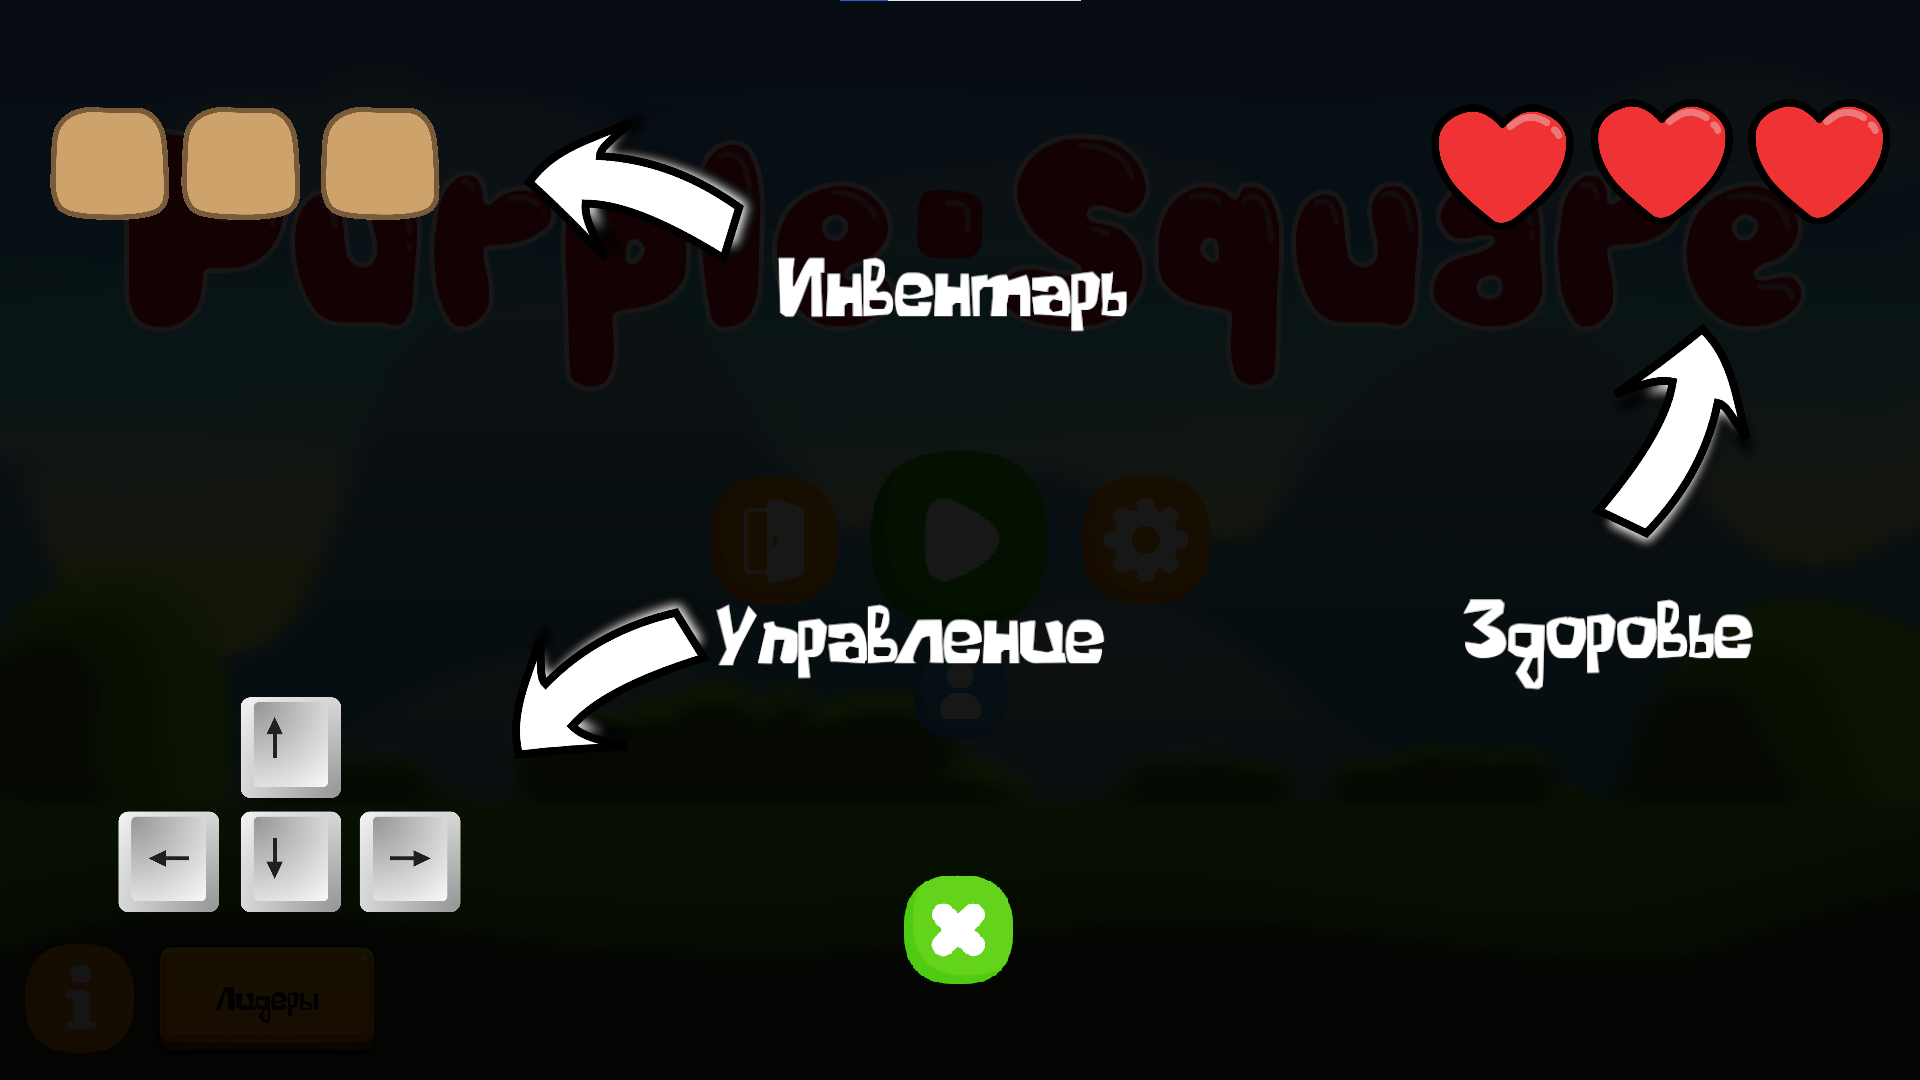 Purple Square
Инвентарь
Управление
Здоровье
Лидеры